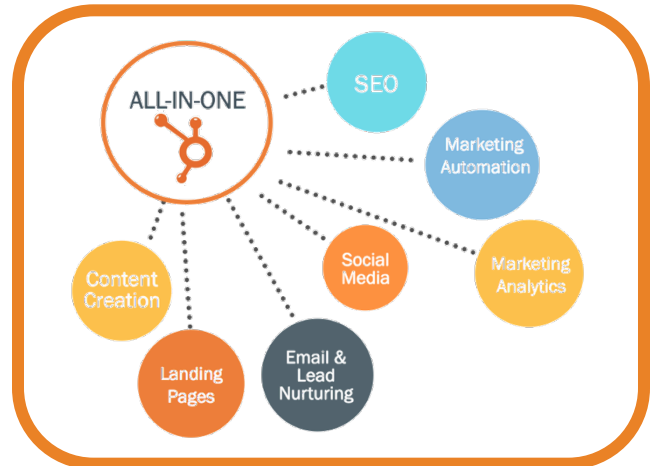 ALL-IN-ONE
SEO
Marketing
Automation
Marketing
Analytics
Social
Media
Content
Creation
Landing
Pages
Email &
Lead
Nurturing